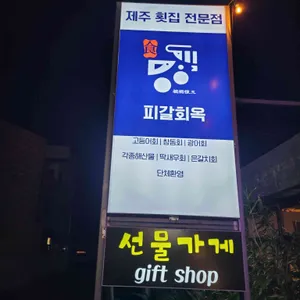 제주 횟집 전문점
食
피갈회옥
고등어회 | 참돔회 | 광어회
각종해산물 | 딱새우회 | 은갈치회
단체환영
선물가게
gift shop